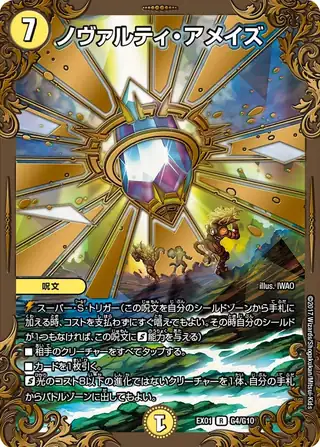 7
ノヴァルティ・アメイズ
呪文
illus. IWAO
スーパー・S・トリガー(この呪文を自分のシールドゾーンから手札
に加える時、コストを支払わずにすぐ唱えてもよい。その時自分のシールド
が1つもなければ、この呪文に能力を与える)
相手のクリーチャーをすべてタップする。
カードを1枚引く。
光のコスト8以下の進化ではないクリーチャーを1体、自分の手札か
らバトルゾーンに出してもよい。
1
EX01 R G4/G10
©2017 Wizards/Shogakukan/Mitsui-Kids